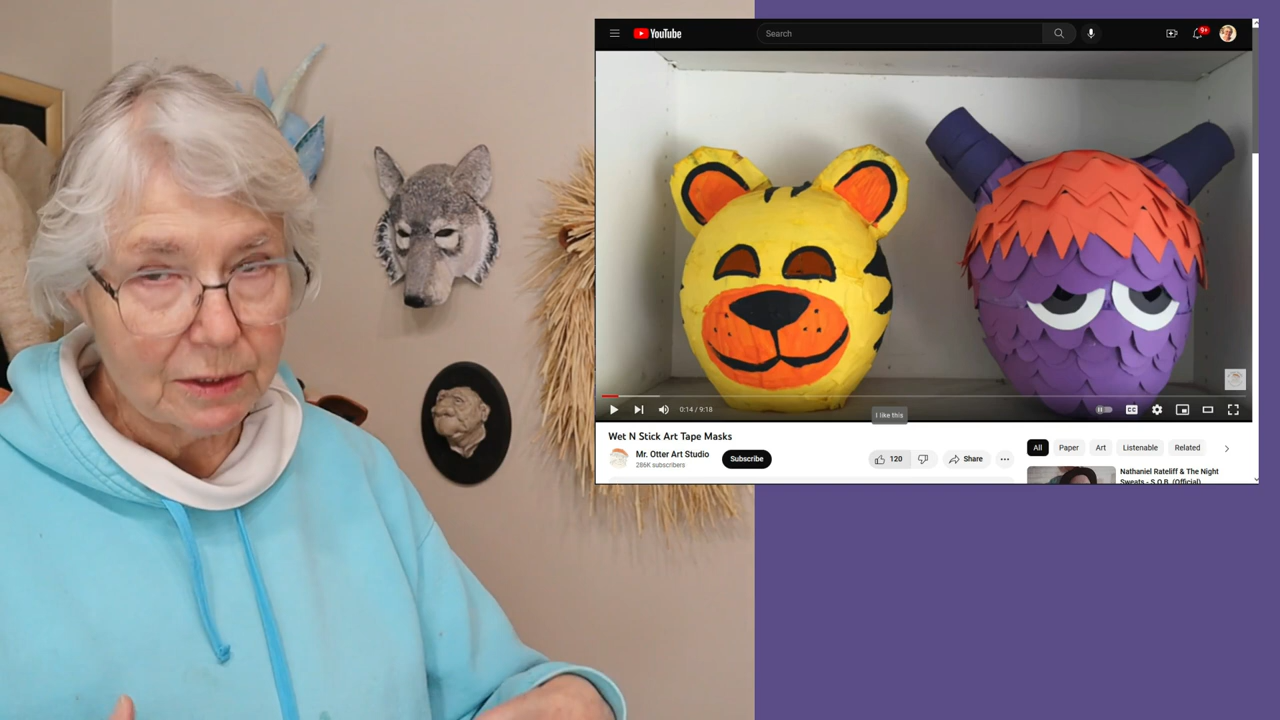 YouTube
Search
9+
0:14 / 9:18
I like this
CC
Wet N Stick Art Tape Masks
Mr. Otter Art Studio
286K subscribers
Subscribe
120
Share
All
Paper
Art
Listenable
Related
Nathaniel Rateliff & The Night
Sweats - S.O.B. (Official)